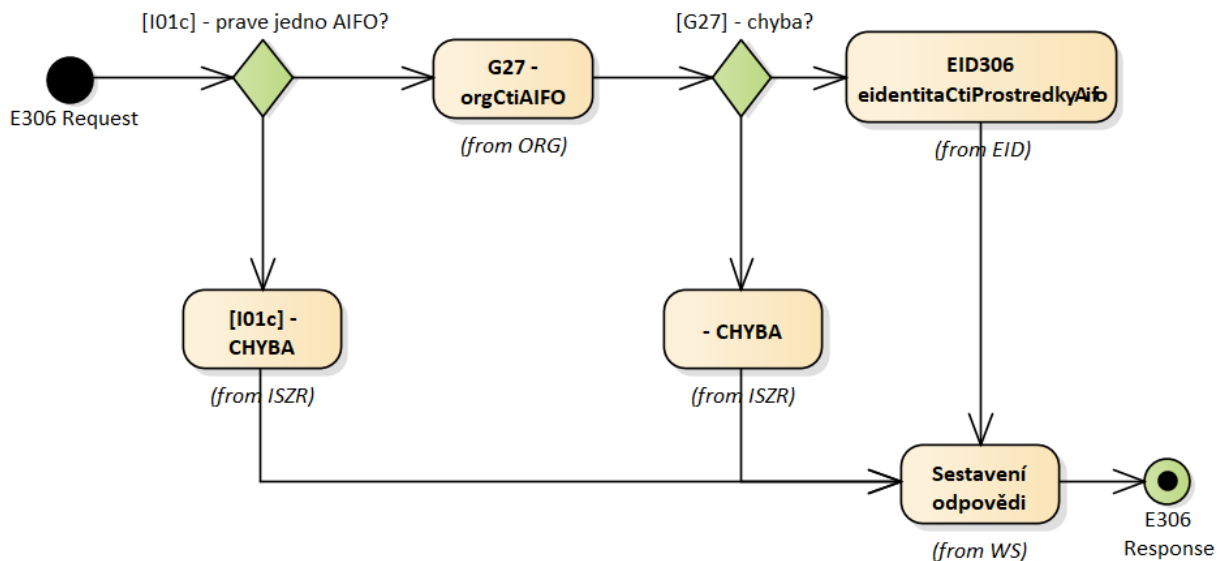 [I01c] - prave jedno AIFO?
[G27] - chyba?
E306 Request
G27 -
orgCtiAIFO
(from ORG)
EID306
eidentitaCtiProstredkyAifo
(from EID)
[I01c] -
CHYBA
(from ISZR)
- CHYBA
(from ISZR)
Sestavení
odpovědi
(from WS)
E306
Response